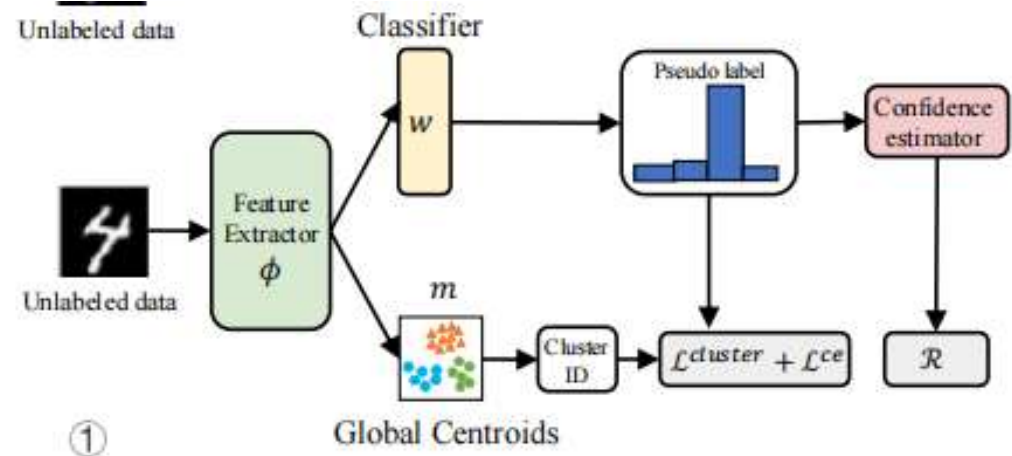 Unlabeled data
Classifier
w
Pseudo label
Confidence
estimator
Feature
Extractor
ϕ
Unlabeled data
m
Cluster
ID
ℒ^cluster + ℒ^ce
ℛ
Global Centroids
①